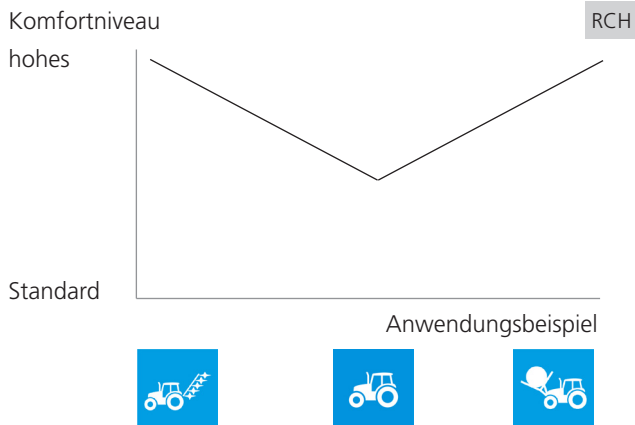 Komfortniveau
RCH
hohes
Standard
Anwendungsbeispiel